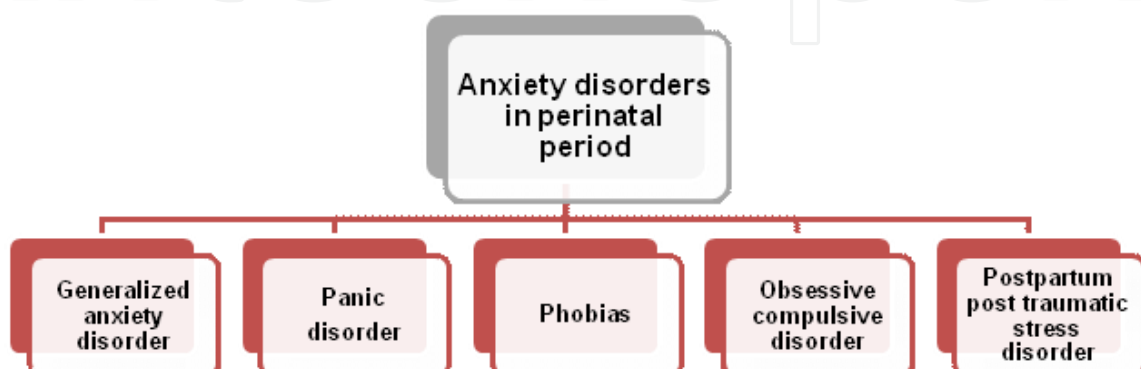 Anxiety disorders
in perinatal
period
Generalized
anxiety
disorder
Panic
disorder
Phobias
Obsessive
compulsive
disorder
Postpartum
post traumatic
stress
disorder